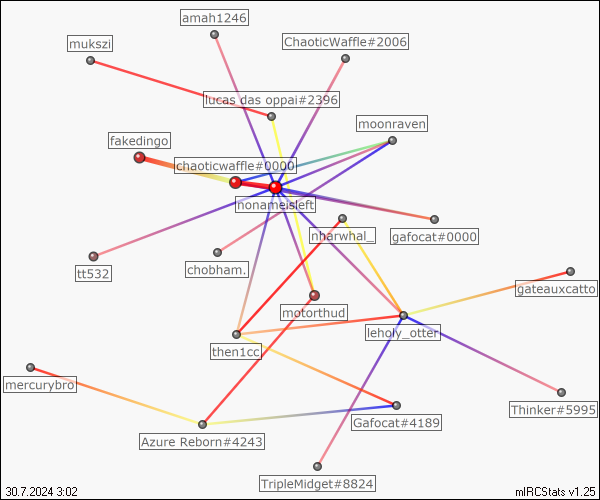 amah1246
mukszi
ChaoticWaffle#2006
lucas das oppai#2396
moonraven
fakedingo
chaoticwaffle#0000
nonameisleft
nharwhal_
gafocat#0000
tt532
chobham.
gateauxcatto
motorthud
leholy_otter
then1cc
mercurybro
Thinker#5995
Gafocat#4189
Azure Reborn#4243
TripleMidget#8824
30.7.2024 3:02
mIRCStats v1.25